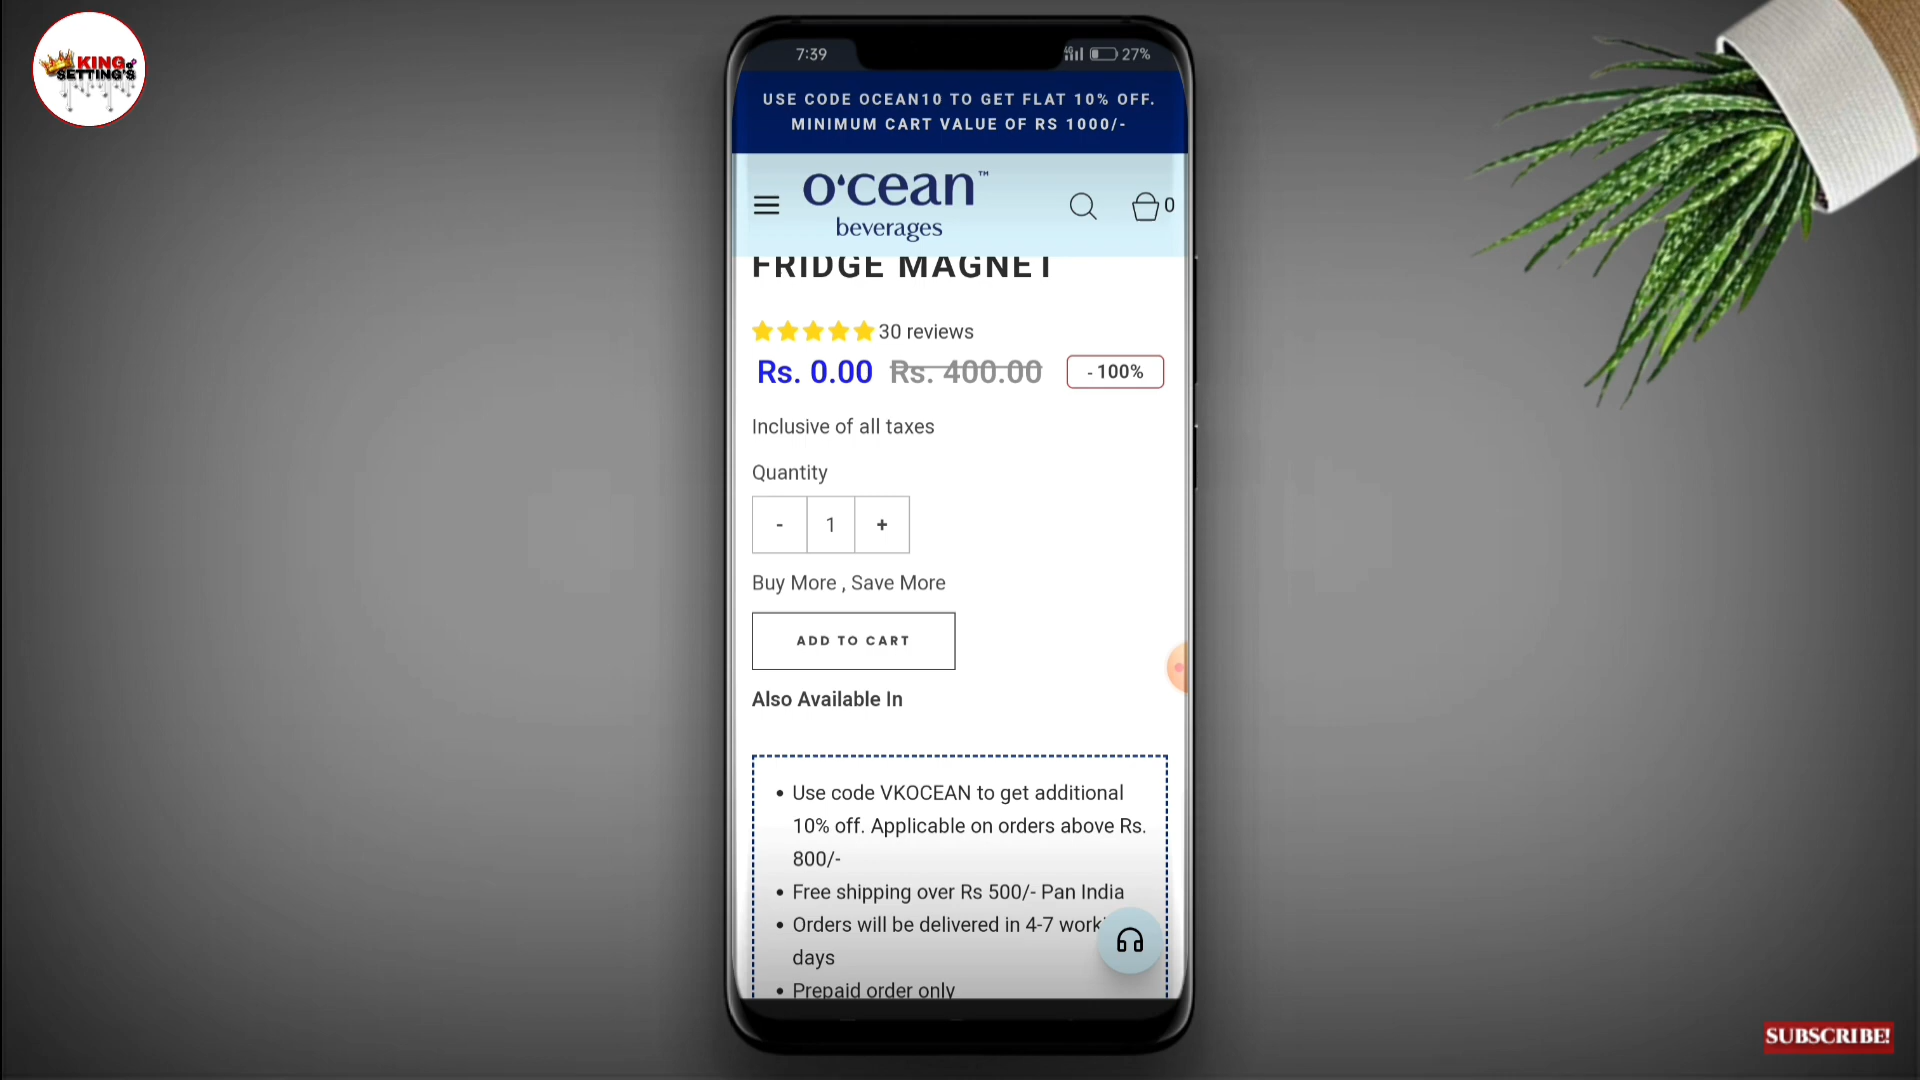 KING of
SETTING'S
7:39
4G 27%
USE CODE OCEAN10 TO GET FLAT 10% OFF.
MINIMUM CART VALUE OF RS 1000/-
o'cean™
beverages
0
FRIDGE MAGNET
30 reviews
Rs. 0.00 Rs. 400.00 - 100%
Inclusive of all taxes
Quantity
- 1 +
Buy More , Save More
ADD TO CART
Also Available In
• Use code VKOCEAN to get additional
10% off. Applicable on orders above Rs.
800/-
• Free shipping over Rs 500/- Pan India
• Orders will be delivered in 4-7
days
• Prepaid order only
SUBSCRIBE!